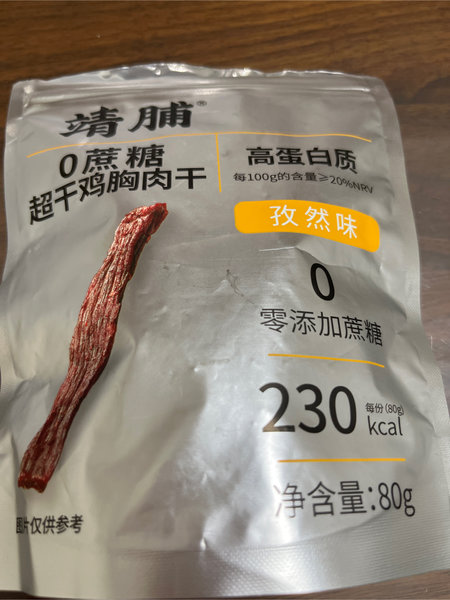 靖脯®
0蔗糖
超干鸡胸肉干
高蛋白质
每100g的含量≥20%NRV
孜然味
0
零添加蔗糖
230 每份(80g) kcal
净含量:80g
图片仅供参考